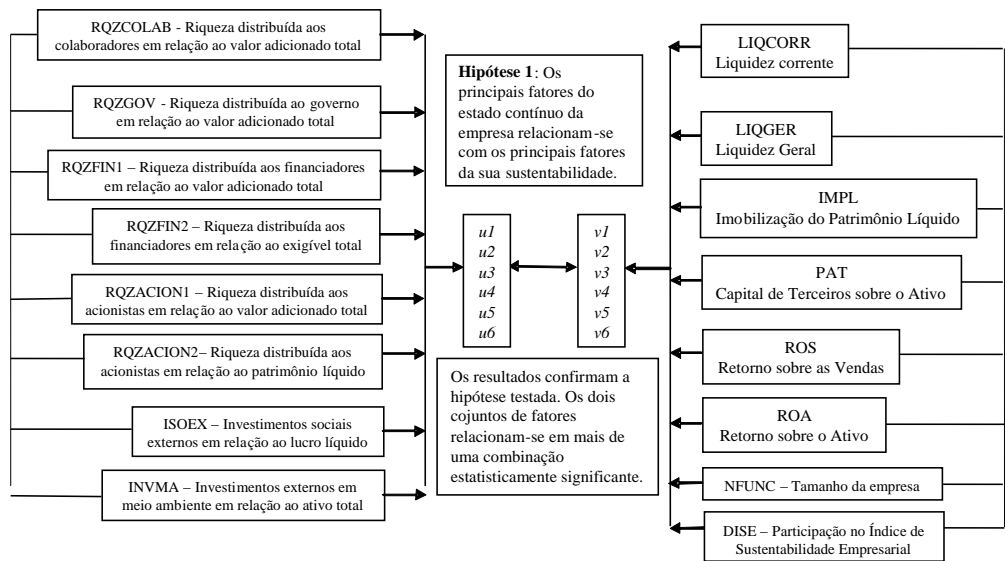 RQZCOLAB - Riqueza distribuída aos
colaboradores em relação ao valor adicionado total
RQZGOV - Riqueza distribuída ao governo
em relação ao valor adicionado total
RQZFIN1 – Riqueza distribuída aos financiadores
em relação ao valor adicionado total
RQZFIN2 – Riqueza distribuída aos
financiadores em relação ao exigível total
RQZACION1 – Riqueza distribuída aos
acionistas em relação ao valor adicionado total
RQZACION2– Riqueza distribuída aos
acionistas em relação ao patrimônio líquido
ISOEX – Investimentos sociais
externos em relação ao lucro líquido
INVMA – Investimentos externos em
meio ambiente em relação ao ativo total
Hipótese 1: Os
principais fatores do
estado contínuo da
empresa relacionam-se
com os principais fatores
da sua sustentabilidade.
u1
u2
u3
u4
u5
u6
v1
v2
v3
v4
v5
v6
Os resultados confirmam a
hipótese testada. Os dois
cojuntos de fatores
relacionam-se em mais de
uma combinação
estatisticamente significante.
LIQCORR
Liquidez corrente
LIQGER
Liquidez Geral
IMPL
Imobilização do Patrimônio Líquido
PAT
Capital de Terceiros sobre o Ativo
ROS
Retorno sobre as Vendas
ROA
Retorno sobre o Ativo
NFUNC – Tamanho da empresa
DISE – Participação no Índice de
Sustentabilidade Empresarial